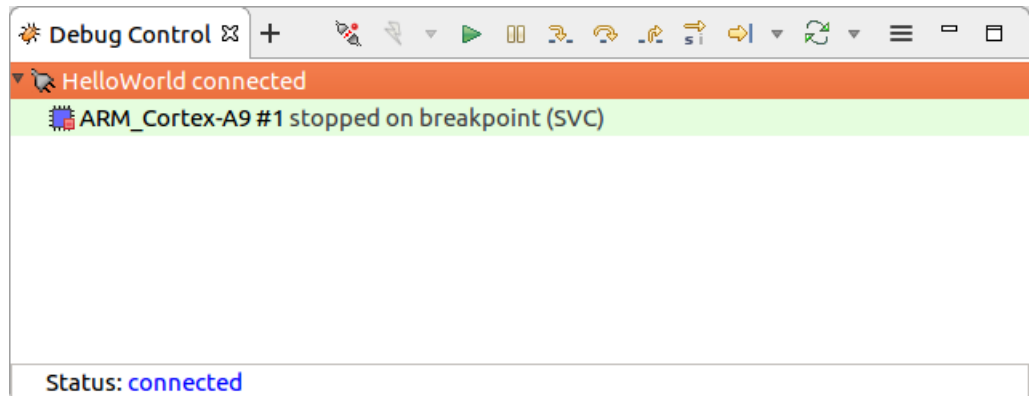 Debug Control
s i
HelloWorld connected
ARM_Cortex-A9 #1 stopped on breakpoint (SVC)
Status: connected